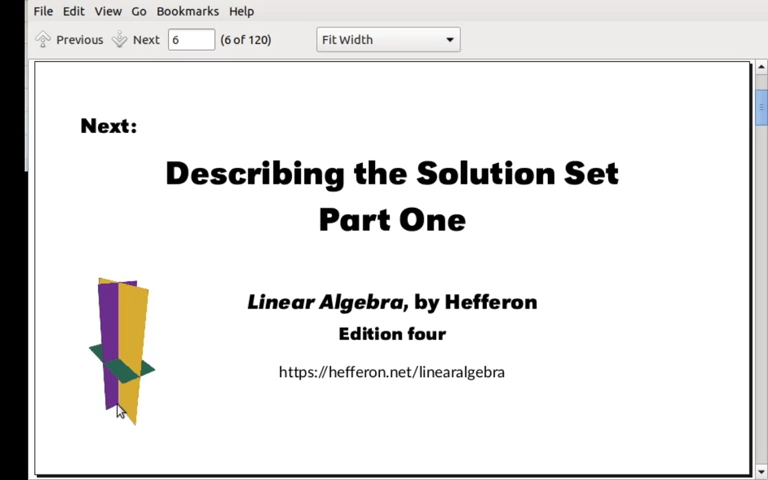 File Edit View Go Bookmarks Help
Previous Next 6 (6 of 120) Fit Width
Next:
Describing the Solution Set
Part One
Linear Algebra, by Hefferon
Edition four
https://hefferon.net/linearalgebra